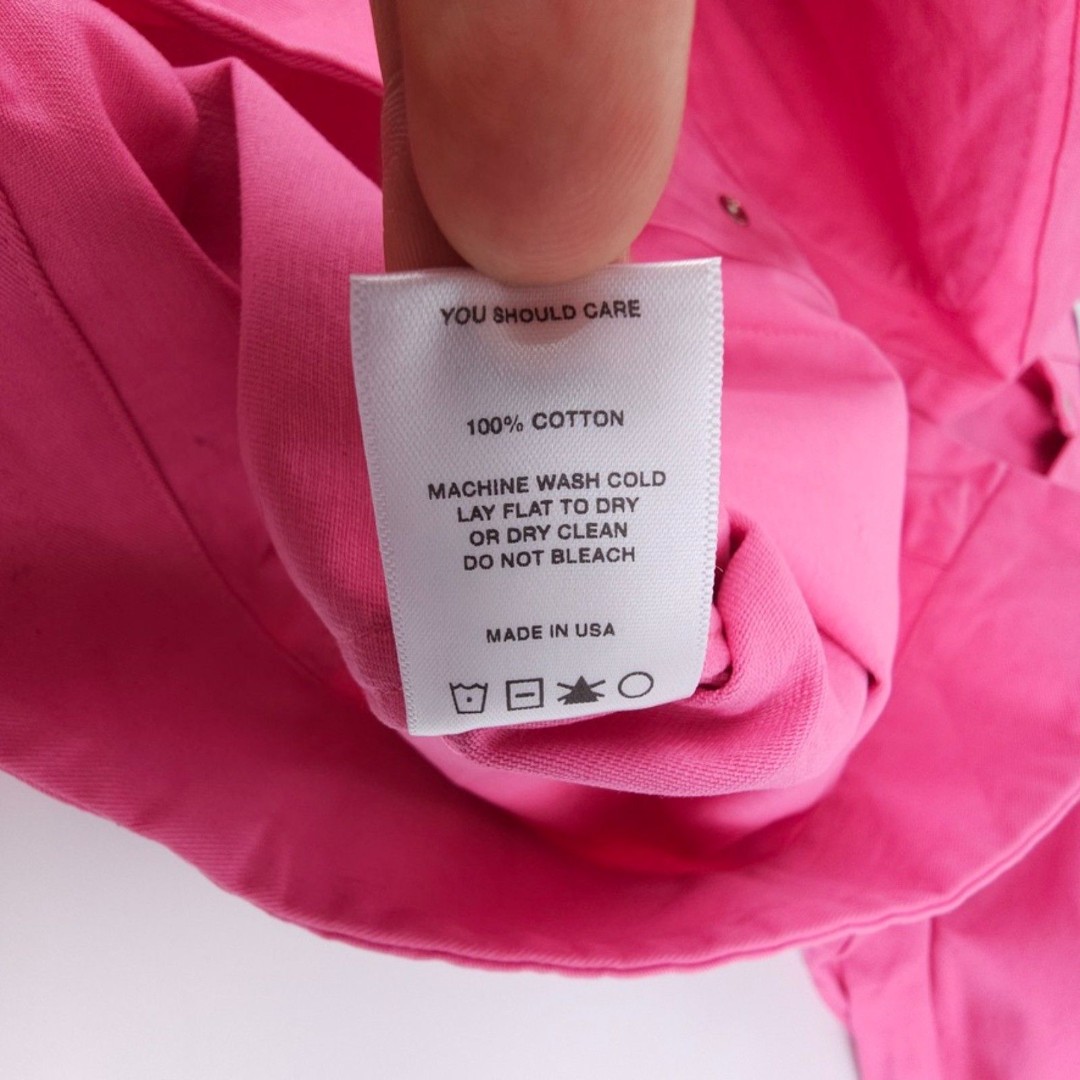 YOU SHOULD CARE
100% COTTON
MACHINE WASH COLD
LAY FLAT TO DRY
OR DRY CLEAN
DO NOT BLEACH
MADE IN USA